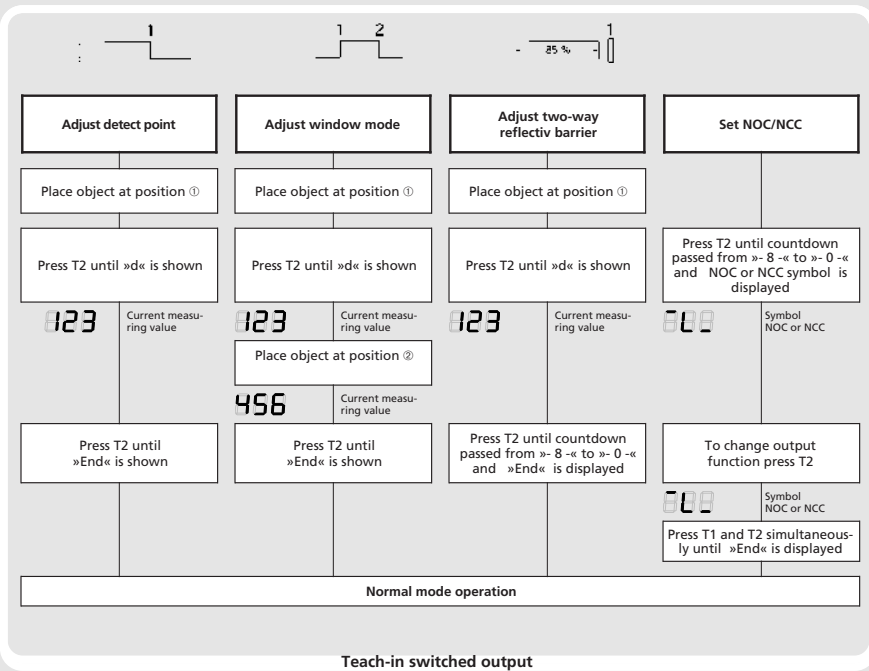 1
1 2
1
25 %
Adjust detect point
Adjust window mode
Adjust two-way
reflectiv barrier
Set NOC/NCC
Place object at position ①
Place object at position ①
Place object at position ①
Press T2 until »d« is shown
Press T2 until »d« is shown
Press T2 until »d« is shown
Press T2 until countdown
passed from »- 8 -« to »- 0 -«
and NOC or NCC symbol is
displayed
123
Current measu-
ring value
123
Current measu-
ring value
123
Current measu-
ring value
Symbol
NOC or NCC
Place object at position ②
456
Current measu-
ring value
Press T2 until
»End« is shown
Press T2 until
»End« is shown
Press T2 until countdown
passed from »- 8 -« to »- 0 -«
and »End« is displayed
To change output
function press T2
Symbol
NOC or NCC
Press T1 and T2 simultaneous-
ly until »End« is displayed
Normal mode operation
Teach-in switched output